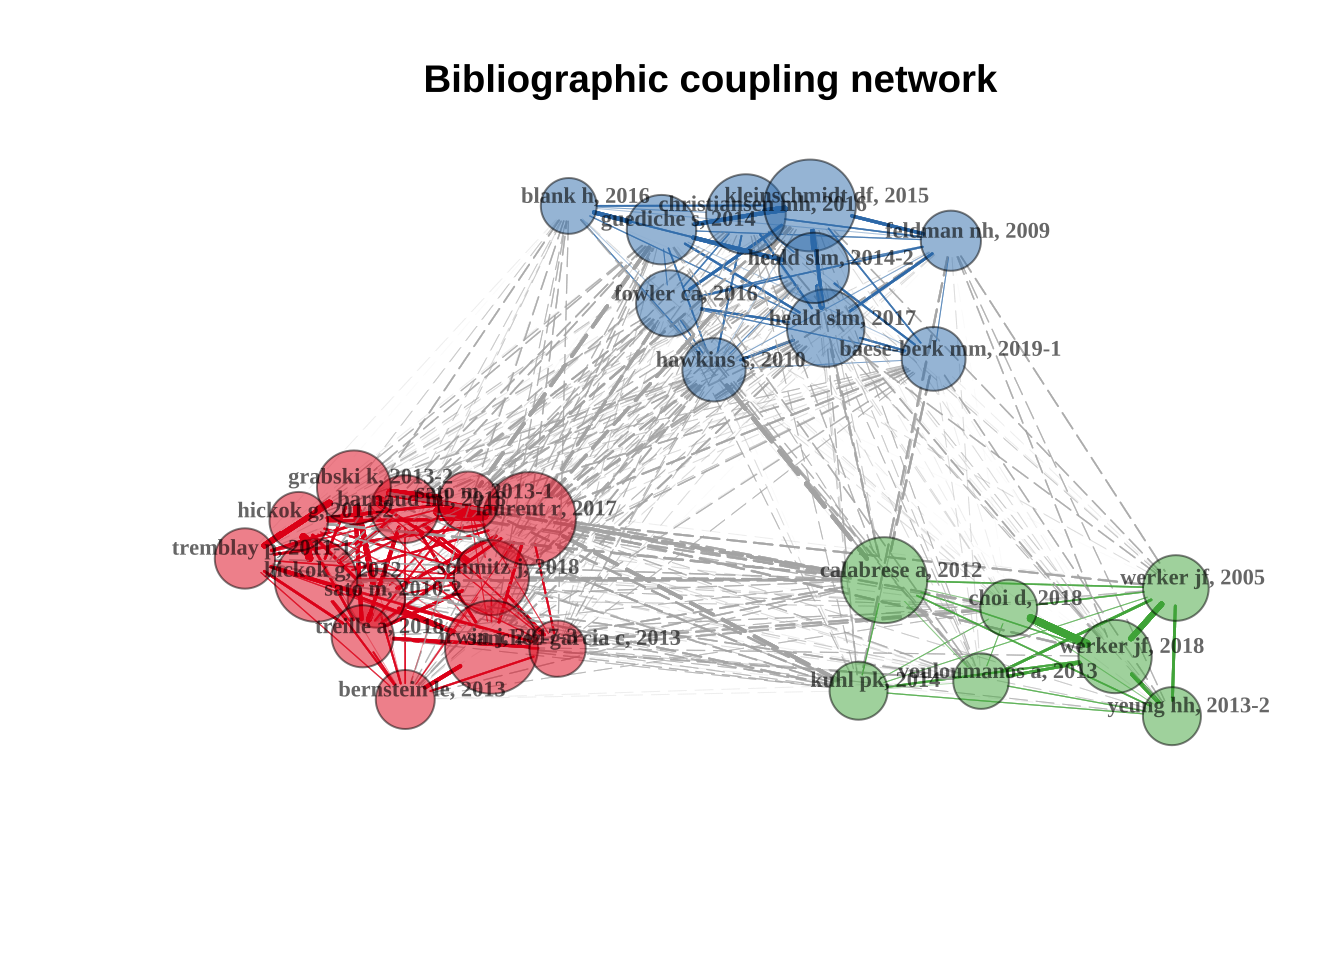 Bibliographic coupling network
blank h, 2016
kleinschmidt df, 2015
christiansen mh, 2016
guediche s, 2014
feldman nh, 2009
heald slm, 2014-2
fowler ca, 2016
heald slm, 2017
baese-berk mm, 2019-1
hawkins s, 2010
grabski k, 2013-2
sato m, 2013-1
barnaud ml, 2018
hickok g, 2011-2
laurent r, 2017
tremblay p, 2011-1
hickok g, 2012
schmitz j, 2018
sato m, 2010-2
treille a, 2018
garcia c, 2013
bernstein le, 2013
calabrese a, 2012
werker jf, 2005
choi d, 2018
werker jf, 2018
kuhl pk, 2014
vouloumanos a, 2013
yeung hh, 2013-2